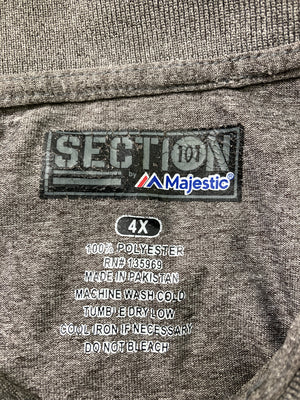 SECTION
101
by Majestic®
4X
100% POLYESTER
RN# 135969
MADE IN PAKISTAN
MACHINE WASH COLD
TUMBLE DRY LOW
COOL IRON IF NECESSARY
DO NOT BLEACH